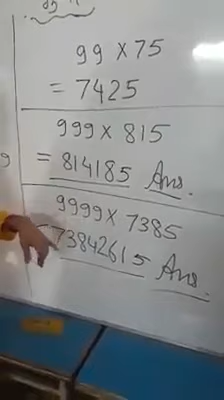 99 × 75
= 7425
999 × 815
= 814185 Ans.
9999 × 7385
73842615 Ans.